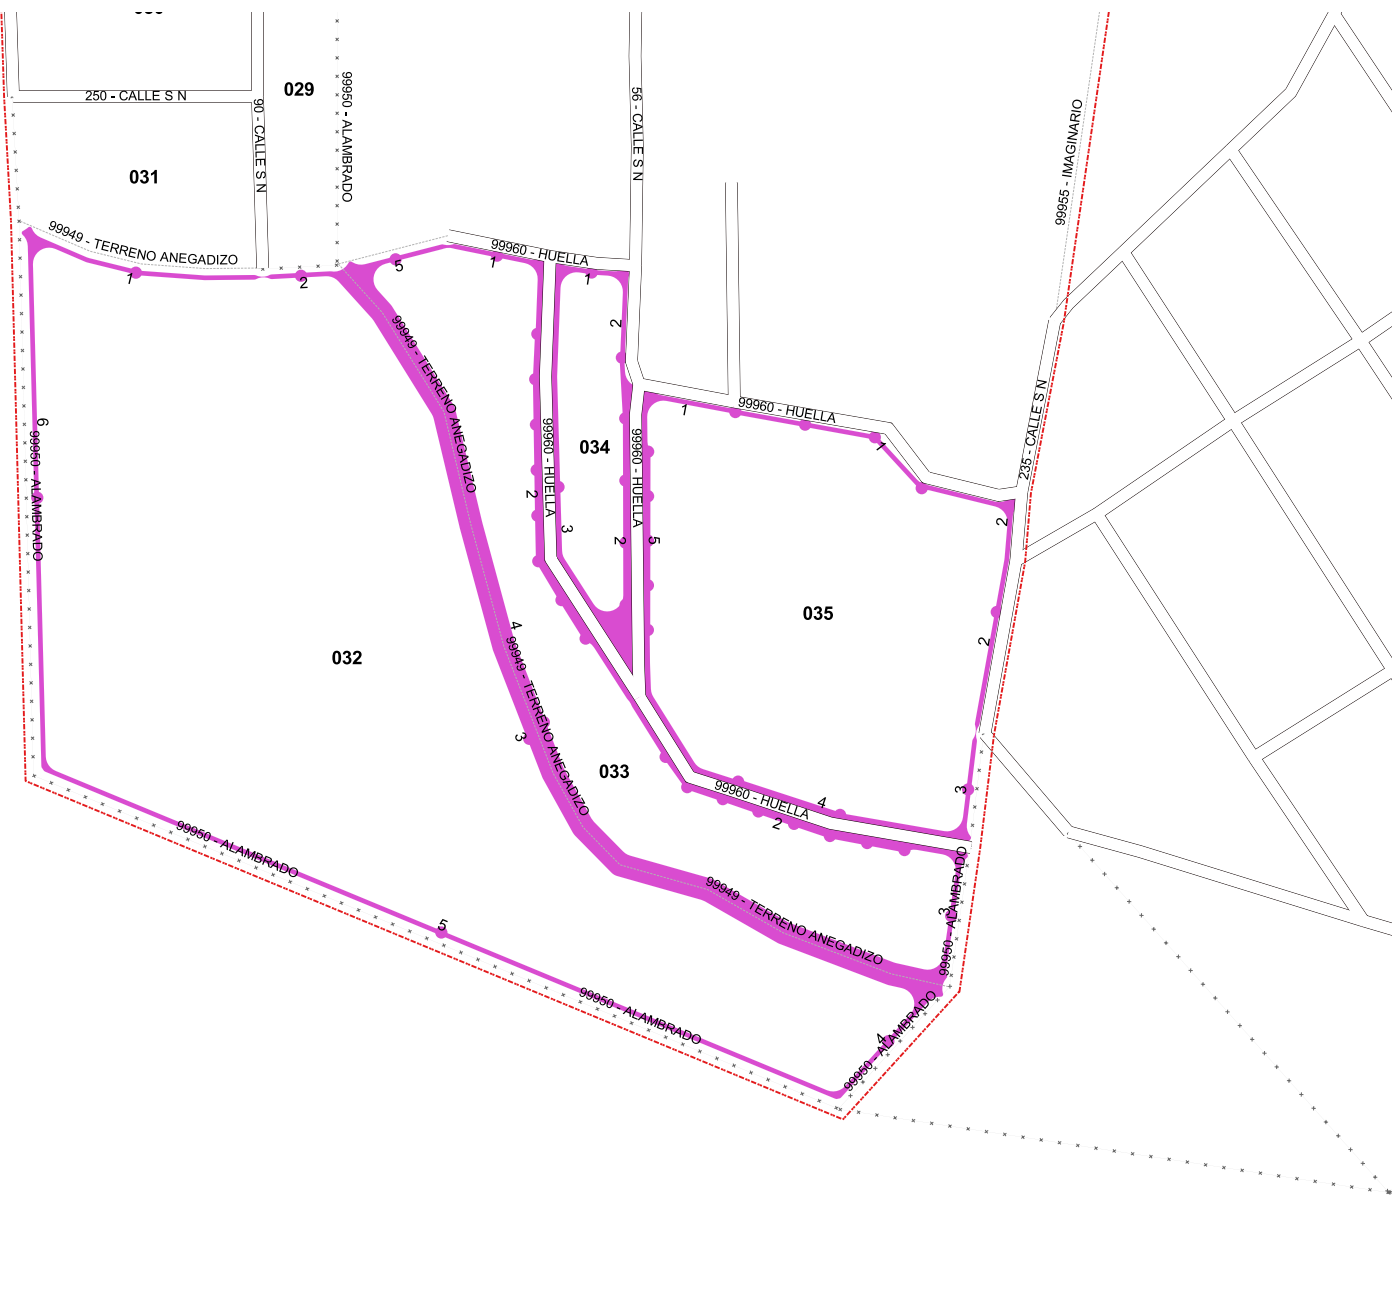 029
250 - CALLE S N
90 - CALLE S N
99950 - ALAMBRADO
56 - CALLE S N
99955 - IMAGINARIO
031
99949 - TERRENO ANEGADIZO
1
2
5
99960 - HUELLA
1
1
2
99949 - TERRENO ANEGADIZO
6
99950 - ALAMBRADO
99960 - HUELLA
2
3
034
99960 - HUELLA
2
5
1
99960 - HUELLA
1
235 - CALLE S N
2
035
2
032
4
99949 - TERRENO ANEGADIZO
3
033
99960 - HUELLA
4
2
3
99950 - ALAMBRADO
3
99949 - TERRENO ANEGADIZO
99950 - ALAMBRADO
5
99950 - ALAMBRADO
4
99950 - ALAMBRADO